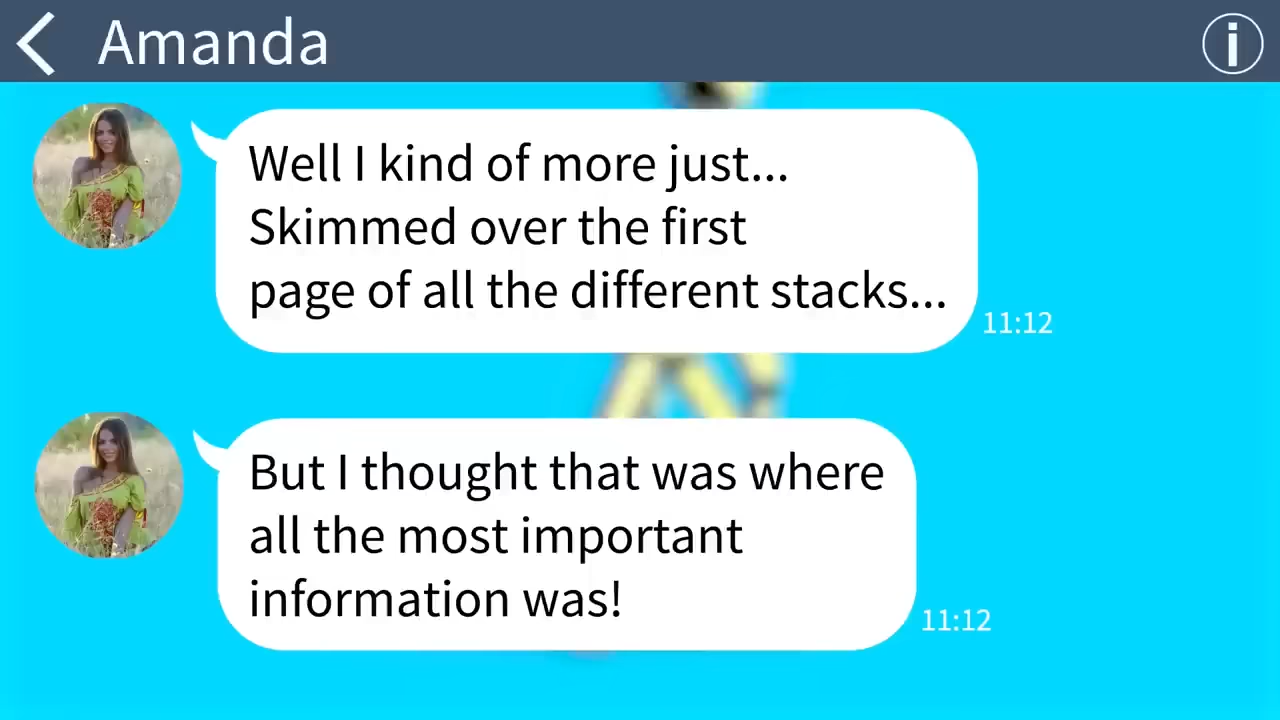 Amanda
Well I kind of more just...
Skimmed over the first
page of all the different stacks...
11:12
But I thought that was where
all the most important
information was!
11:12